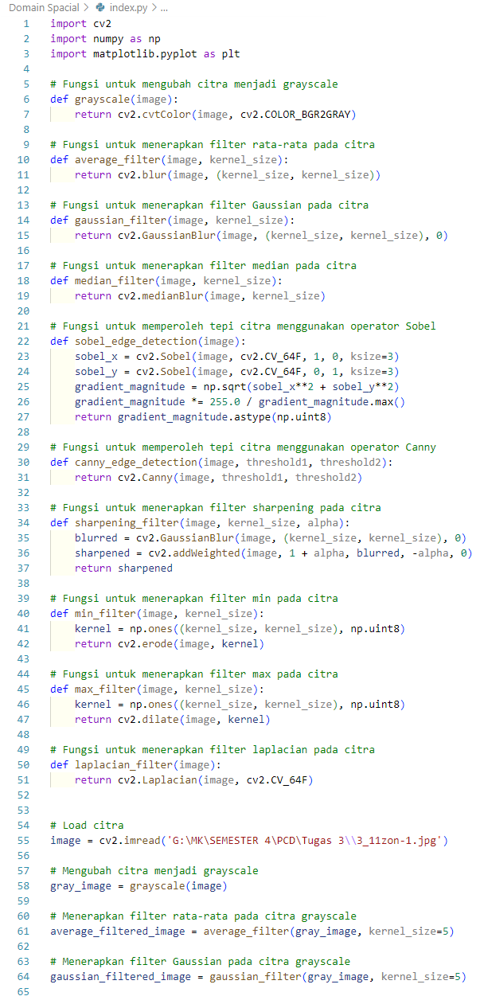 Domain Spacial > index.py > ...
1 import cv2
2 import numpy as np
3 import matplotlib.pyplot as plt
4
5 # Fungsi untuk mengubah citra menjadi grayscale
6 def grayscale(image):
7     return cv2.cvtColor(image, cv2.COLOR_BGR2GRAY)
8
9 # Fungsi untuk menerapkan filter rata-rata pada citra
10 def average_filter(image, kernel_size):
11     return cv2.blur(image, (kernel_size, kernel_size))
12
13 # Fungsi untuk menerapkan filter Gaussian pada citra
14 def gaussian_filter(image, kernel_size):
15     return cv2.GaussianBlur(image, (kernel_size, kernel_size), 0)
16
17 # Fungsi untuk menerapkan filter median pada citra
18 def median_filter(image, kernel_size):
19     return cv2.medianBlur(image, kernel_size)
20
21 # Fungsi untuk memperoleh tepi citra menggunakan operator Sobel
22 def sobel_edge_detection(image):
23     sobel_x = cv2.Sobel(image, cv2.CV_64F, 1, 0, ksize=3)
24     sobel_y = cv2.Sobel(image, cv2.CV_64F, 0, 1, ksize=3)
25     gradient_magnitude = np.sqrt(sobel_x**2 + sobel_y**2)
26     gradient_magnitude *= 255.0 / gradient_magnitude.max()
27     return gradient_magnitude.astype(np.uint8)
28
29 # Fungsi untuk memperoleh tepi citra menggunakan operator Canny
30 def canny_edge_detection(image, threshold1, threshold2):
31     return cv2.Canny(image, threshold1, threshold2)
32
33 # Fungsi untuk menerapkan filter sharpening pada citra
34 def sharpening_filter(image, kernel_size, alpha):
35     blurred = cv2.GaussianBlur(image, (kernel_size, kernel_size), 0)
36     sharpened = cv2.addWeighted(image, 1 + alpha, blurred, -alpha, 0)
37     return sharpened
38
39 # Fungsi untuk menerapkan filter min pada citra
40 def min_filter(image, kernel_size):
41     kernel = np.ones((kernel_size, kernel_size), np.uint8)
42     return cv2.erode(image, kernel)
43
44 # Fungsi untuk menerapkan filter max pada citra
45 def max_filter(image, kernel_size):
46     kernel = np.ones((kernel_size, kernel_size), np.uint8)
47     return cv2.dilate(image, kernel)
48
49 # Fungsi untuk menerapkan filter laplacian pada citra
50 def laplacian_filter(image):
51     return cv2.Laplacian(image, cv2.CV_64F)
52
53
54 # Load citra
55 image = cv2.imread('G:\MK\SEMESTER 4\PCD\Tugas 3\\3_11zon-1.jpg')
56
57 # Mengubah citra menjadi grayscale
58 gray_image = grayscale(image)
59
60 # Menerapkan filter rata-rata pada citra grayscale
61 average_filtered_image = average_filter(gray_image, kernel_size=5)
62
63 # Menerapkan filter Gaussian pada citra grayscale
64 gaussian_filtered_image = gaussian_filter(gray_image, kernel_size=5)
65